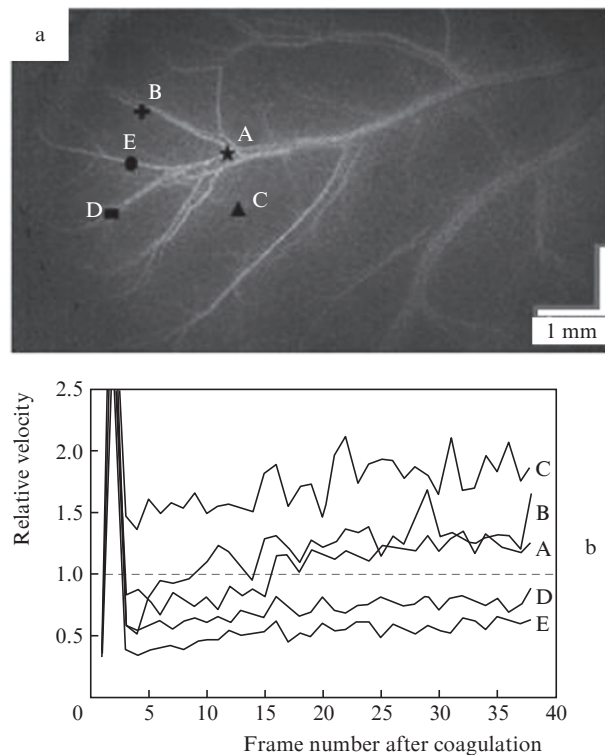 a
B
A
E
D
C
1 mm
Relative velocity
2.5
2.0
1.5
1.0
0.5
0
5
10
15
20
25
30
35
40
C
B
A
D
E
b
Frame number after coagulation